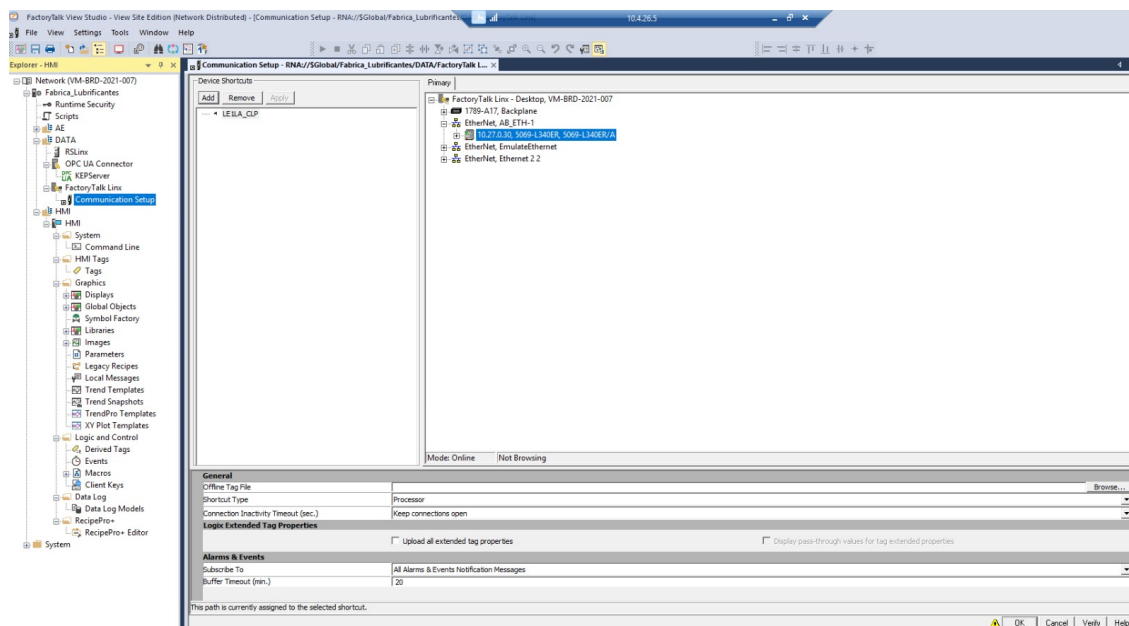 FactoryTalk View Studio - View Site Edition (Network Distributed) - [Communication Setup - RNA://$Global/Fabrica_Lubrificantes
10.4.26.5
File View Settings Tools Window Help
Explorer - HMI
Communication Setup - RNA://$Global/Fabrica_Lubrificantes/DATA/FactoryTalk L...
Network (VM-BRD-2021-007)
Fabrica_Lubrificantes
Runtime Security
Scripts
AE
DATA
RSLinx
OPC UA Connector
KEPServer
FactoryTalk Linx
Communication Setup
HMI
HMI
System
Command Line
HMI Tags
Tags
Graphics
Displays
Global Objects
Symbol Factory
Libraries
Images
Parameters
Legacy Recipes
Local Messages
Trend Templates
Trend Snapshots
TrendPro Templates
XY Plot Templates
Logic and Control
Derived Tags
Events
Macros
Client Keys
Data Log
Data Log Models
RecipePro+
RecipePro+ Editor
System
Device Shortcuts
Add Remove Apply
LE1LA_CLP
Primary
FactoryTalk Linx - Desktop, VM-BRD-2021-007
1789-A17, Backplane
EtherNet, AB_ETH-1
10.27.0.30, 5069-L340ER, 5069-L340ER/A
EtherNet, EmulateEthernet
EtherNet, Ethernet 2 2
Mode: Online Not Browsing
General
Offline Tag File Browse...
Shortcut Type Processor
Connection Inactivity Timeout (sec.) Keep connections open
Logix Extended Tag Properties
Upload all extended tag properties Display pass-through values for tag extended properties
Alarms & Events
Subscribe To All Alarms & Events Notification Messages
Buffer Timeout (min.) 20
This path is currently assigned to the selected shortcut.
OK Cancel Verify Help